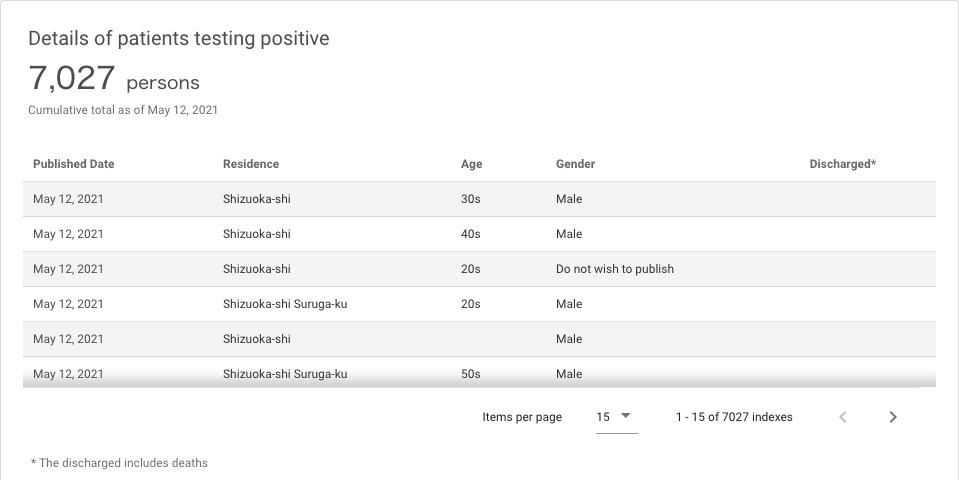 Details of patients testing positive
7,027 persons
Cumulative total as of May 12, 2021
Published Date Residence Age Gender Discharged*
May 12, 2021 Shizuoka-shi 30s Male
May 12, 2021 Shizuoka-shi 40s Male
May 12, 2021 Shizuoka-shi 20s Do not wish to publish
May 12, 2021 Shizuoka-shi Suruga-ku 20s Male
May 12, 2021 Shizuoka-shi Male
May 12, 2021 Shizuoka-shi Suruga-ku 50s Male
Items per page 15 1 - 15 of 7027 indexes
* The discharged includes deaths